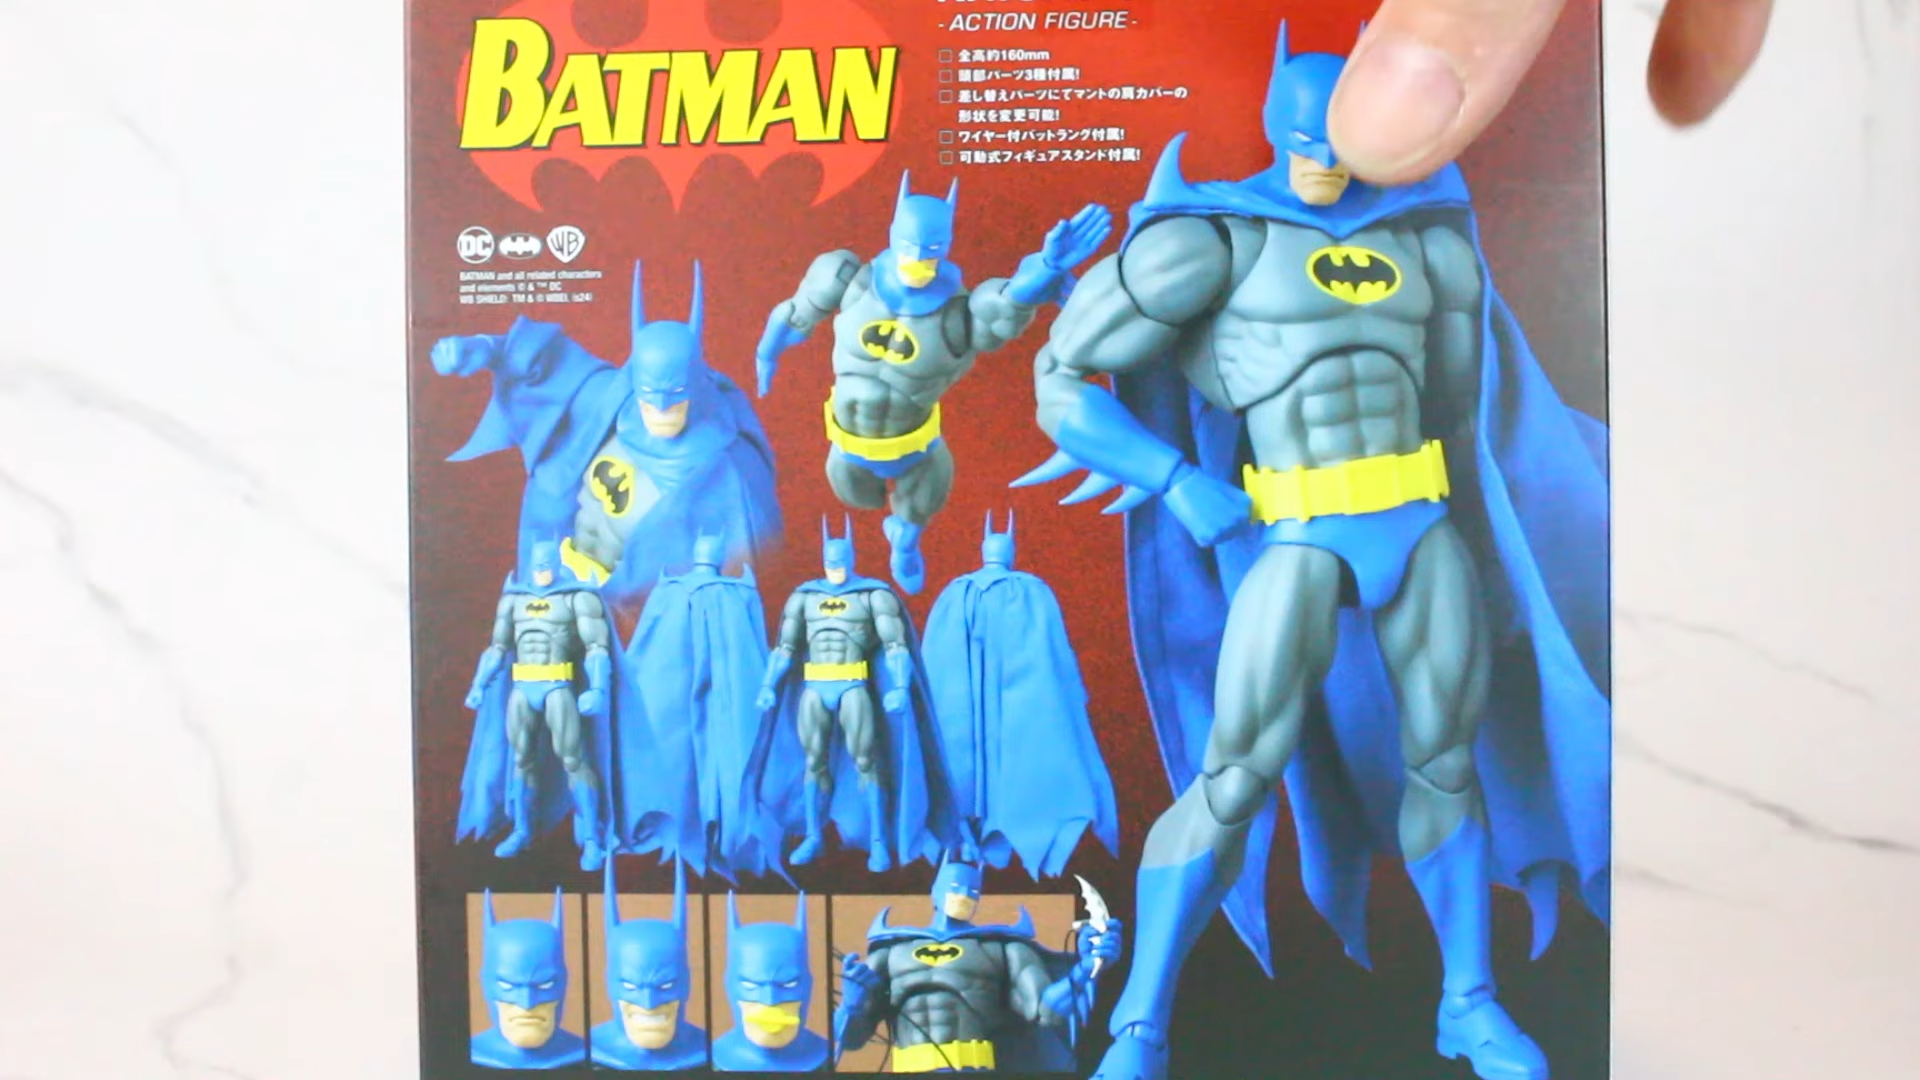 - ACTION FIGURE -
BATMAN
□ 全高約160mm
□ 頭部パーツ3種付属!
□ 差し替えパーツにてマントの肩カバーの
形状を変更可能!
□ ワイヤー付バットラング付属!
□ 可動式フィギュアスタンド付属!
DC WB
BATMAN and all related characters
and elements © & ™ DC
WB SHIELD: TM & © WBEI. (s24)